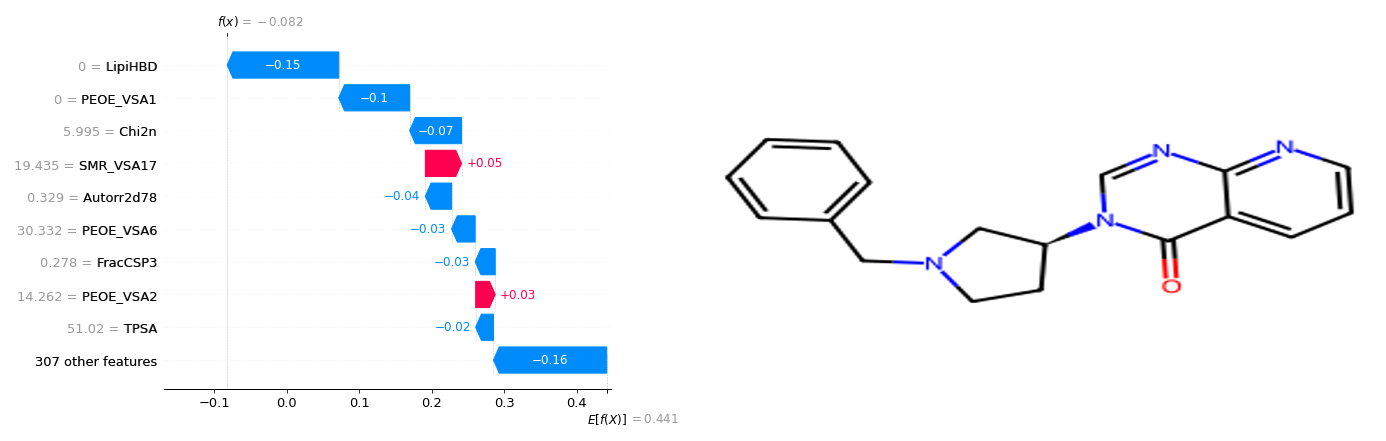 f(x) = −0.082
0 = LipiHBD
−0.15
0 = PEOE_VSA1
−0.1
5.995 = Chi2n
−0.07
19.435 = SMR_VSA17
+0.05
0.329 = Autorr2d78
−0.04
30.332 = PEOE_VSA6
−0.03
0.278 = FracCSP3
−0.03
14.262 = PEOE_VSA2
+0.03
51.02 = TPSA
−0.02
307 other features
−0.16
−0.1 0.0 0.1 0.2 0.3 0.4
E[f(X)] = 0.441
N
N
N
N
O